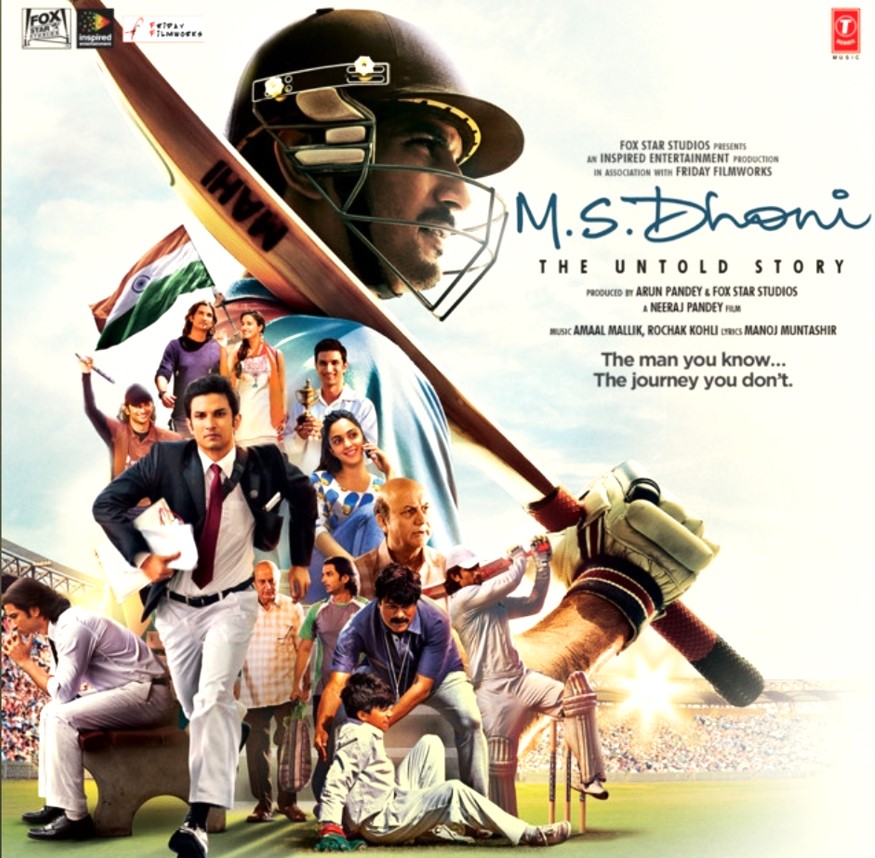 FOX
STAR
STUDIOS
inspired
entertainment
FRIDAY
FILMWORKS
T
SERIES
MUSIC
MAHI
FOX STAR STUDIOS PRESENTS
AN INSPIRED ENTERTAINMENT PRODUCTION
IN ASSOCIATION WITH FRIDAY FILMWORKS
M.S.Dhoni
THE UNTOLD STORY
PRODUCED BY ARUN PANDEY & FOX STAR STUDIOS
A NEERAJ PANDEY FILM
MUSIC AMAAL MALLIK, ROCHAK KOHLI LYRICS MANOJ MUNTASHIR
The man you know...
The journey you don't.